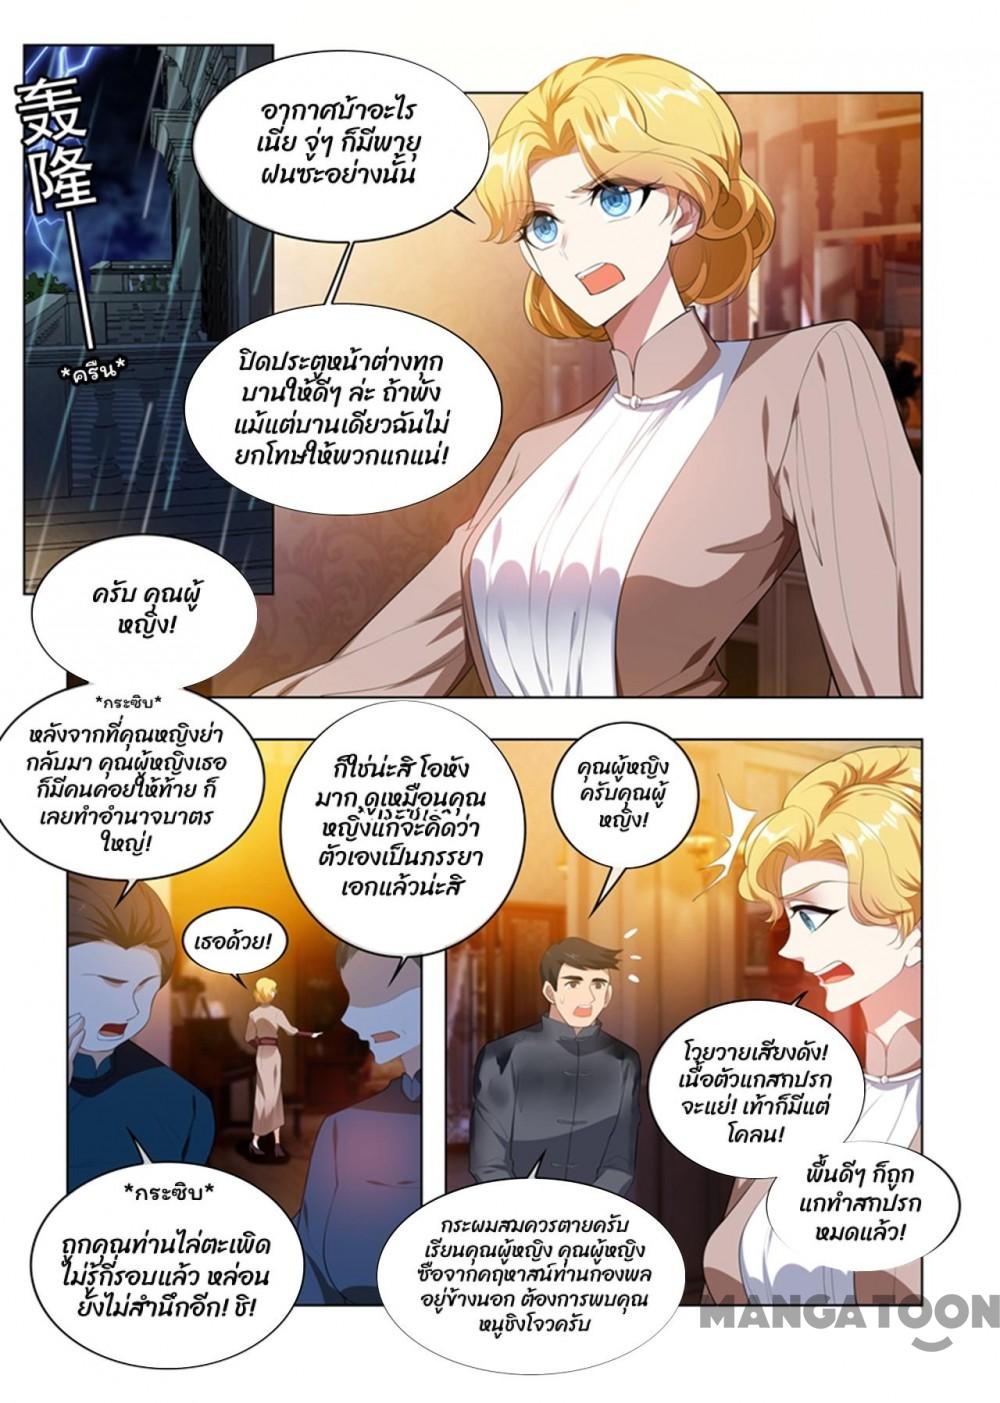 轰隆
*ครืน*
อากาศบ้าอะไร
เนี่ย จู่ๆ ก็มีพายุ
ฝนซะอย่างนั้น
ปิดประตูหน้าต่างทุก
บานให้ดีๆ ล่ะ ถ้าพัง
แม้แต่บานเดียวฉันไม่
ยกโทษให้พวกแกแน่!
ครับ คุณผู้
หญิง!
*กระซิบ*
หลังจากที่คุณหญิงย่า
กลับมา คุณผู้หญิงเธอ
ก็มีคนคอยให้ท้าย ก็
เลยทำอำนาจบาตร
ใหญ่!
ก็ใช่น่ะสิ โอหัง
มาก ดูเหมือนคุณ
หญิงแกจะคิดว่า
ตัวเองเป็นภรรยา
เอกแล้วน่ะสิ
เธอด้วย!
*กระซิบ*
ถูกคุณท่านไล่ตะเพิด
ไม่รู้กี่รอบแล้ว หล่อน
ยังไม่สำนึกอีก! ชิ!
คุณผู้หญิง
ครับคุณผู้
หญิง!
โวยวายเสียงดัง!
เนื้อตัวแกสกปรก
จะแย่! เท้าก็มีแต่
โคลน!
พื้นดีๆ ก็ถูก
แกทำสกปรก
หมดแล้ว!
กระผมสมควรตายครับ
เรียนคุณผู้หญิง คุณผู้หญิง
ซือจากคฤหาสน์ท่านกองพล
อยู่ข้างนอก ต้องการพบคุณ
หนูชิงโจวครับ
MANGATOON